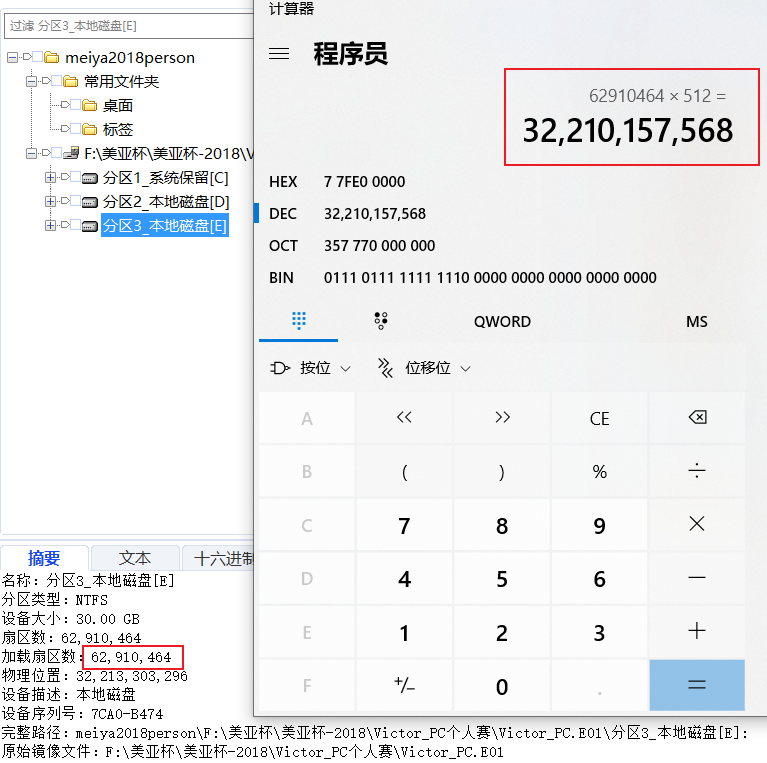 计算器
过滤 分区3_本地磁盘[E]
程序员
meiya2018person
常用文件夹
桌面
标签
F:\美亚杯\美亚杯-2018\V
分区1_系统保留[C]
分区2_本地磁盘[D]
分区3_本地磁盘[E]
62910464 × 512 =
32,210,157,568
HEX 7 7FE0 0000
DEC 32,210,157,568
OCT 357 770 000 000
BIN 0111 0111 1111 1110 0000 0000 0000 0000 0000
QWORD MS
按位 位移位
A << >> CE
B ( ) % ÷
C 7 8 9 ×
D 4 5 6 −
E 1 2 3 +
F +/− 0 . =
摘要 文本 十六进制
名称: 分区3_本地磁盘[E]
分区类型: NTFS
设备大小: 30.00 GB
扇区数: 62,910,464
加载扇区数: 62,910,464
物理位置: 32,213,303,296
设备描述: 本地磁盘
设备序列号: 7CA0-B474
完整路径: meiya2018person\F:\美亚杯\美亚杯-2018\Victor_PC个人赛\Victor_PC.E01\分区3_本地磁盘[E]:
原始镜像文件: F:\美亚杯\美亚杯-2018\Victor_PC个人赛\Victor_PC.E01